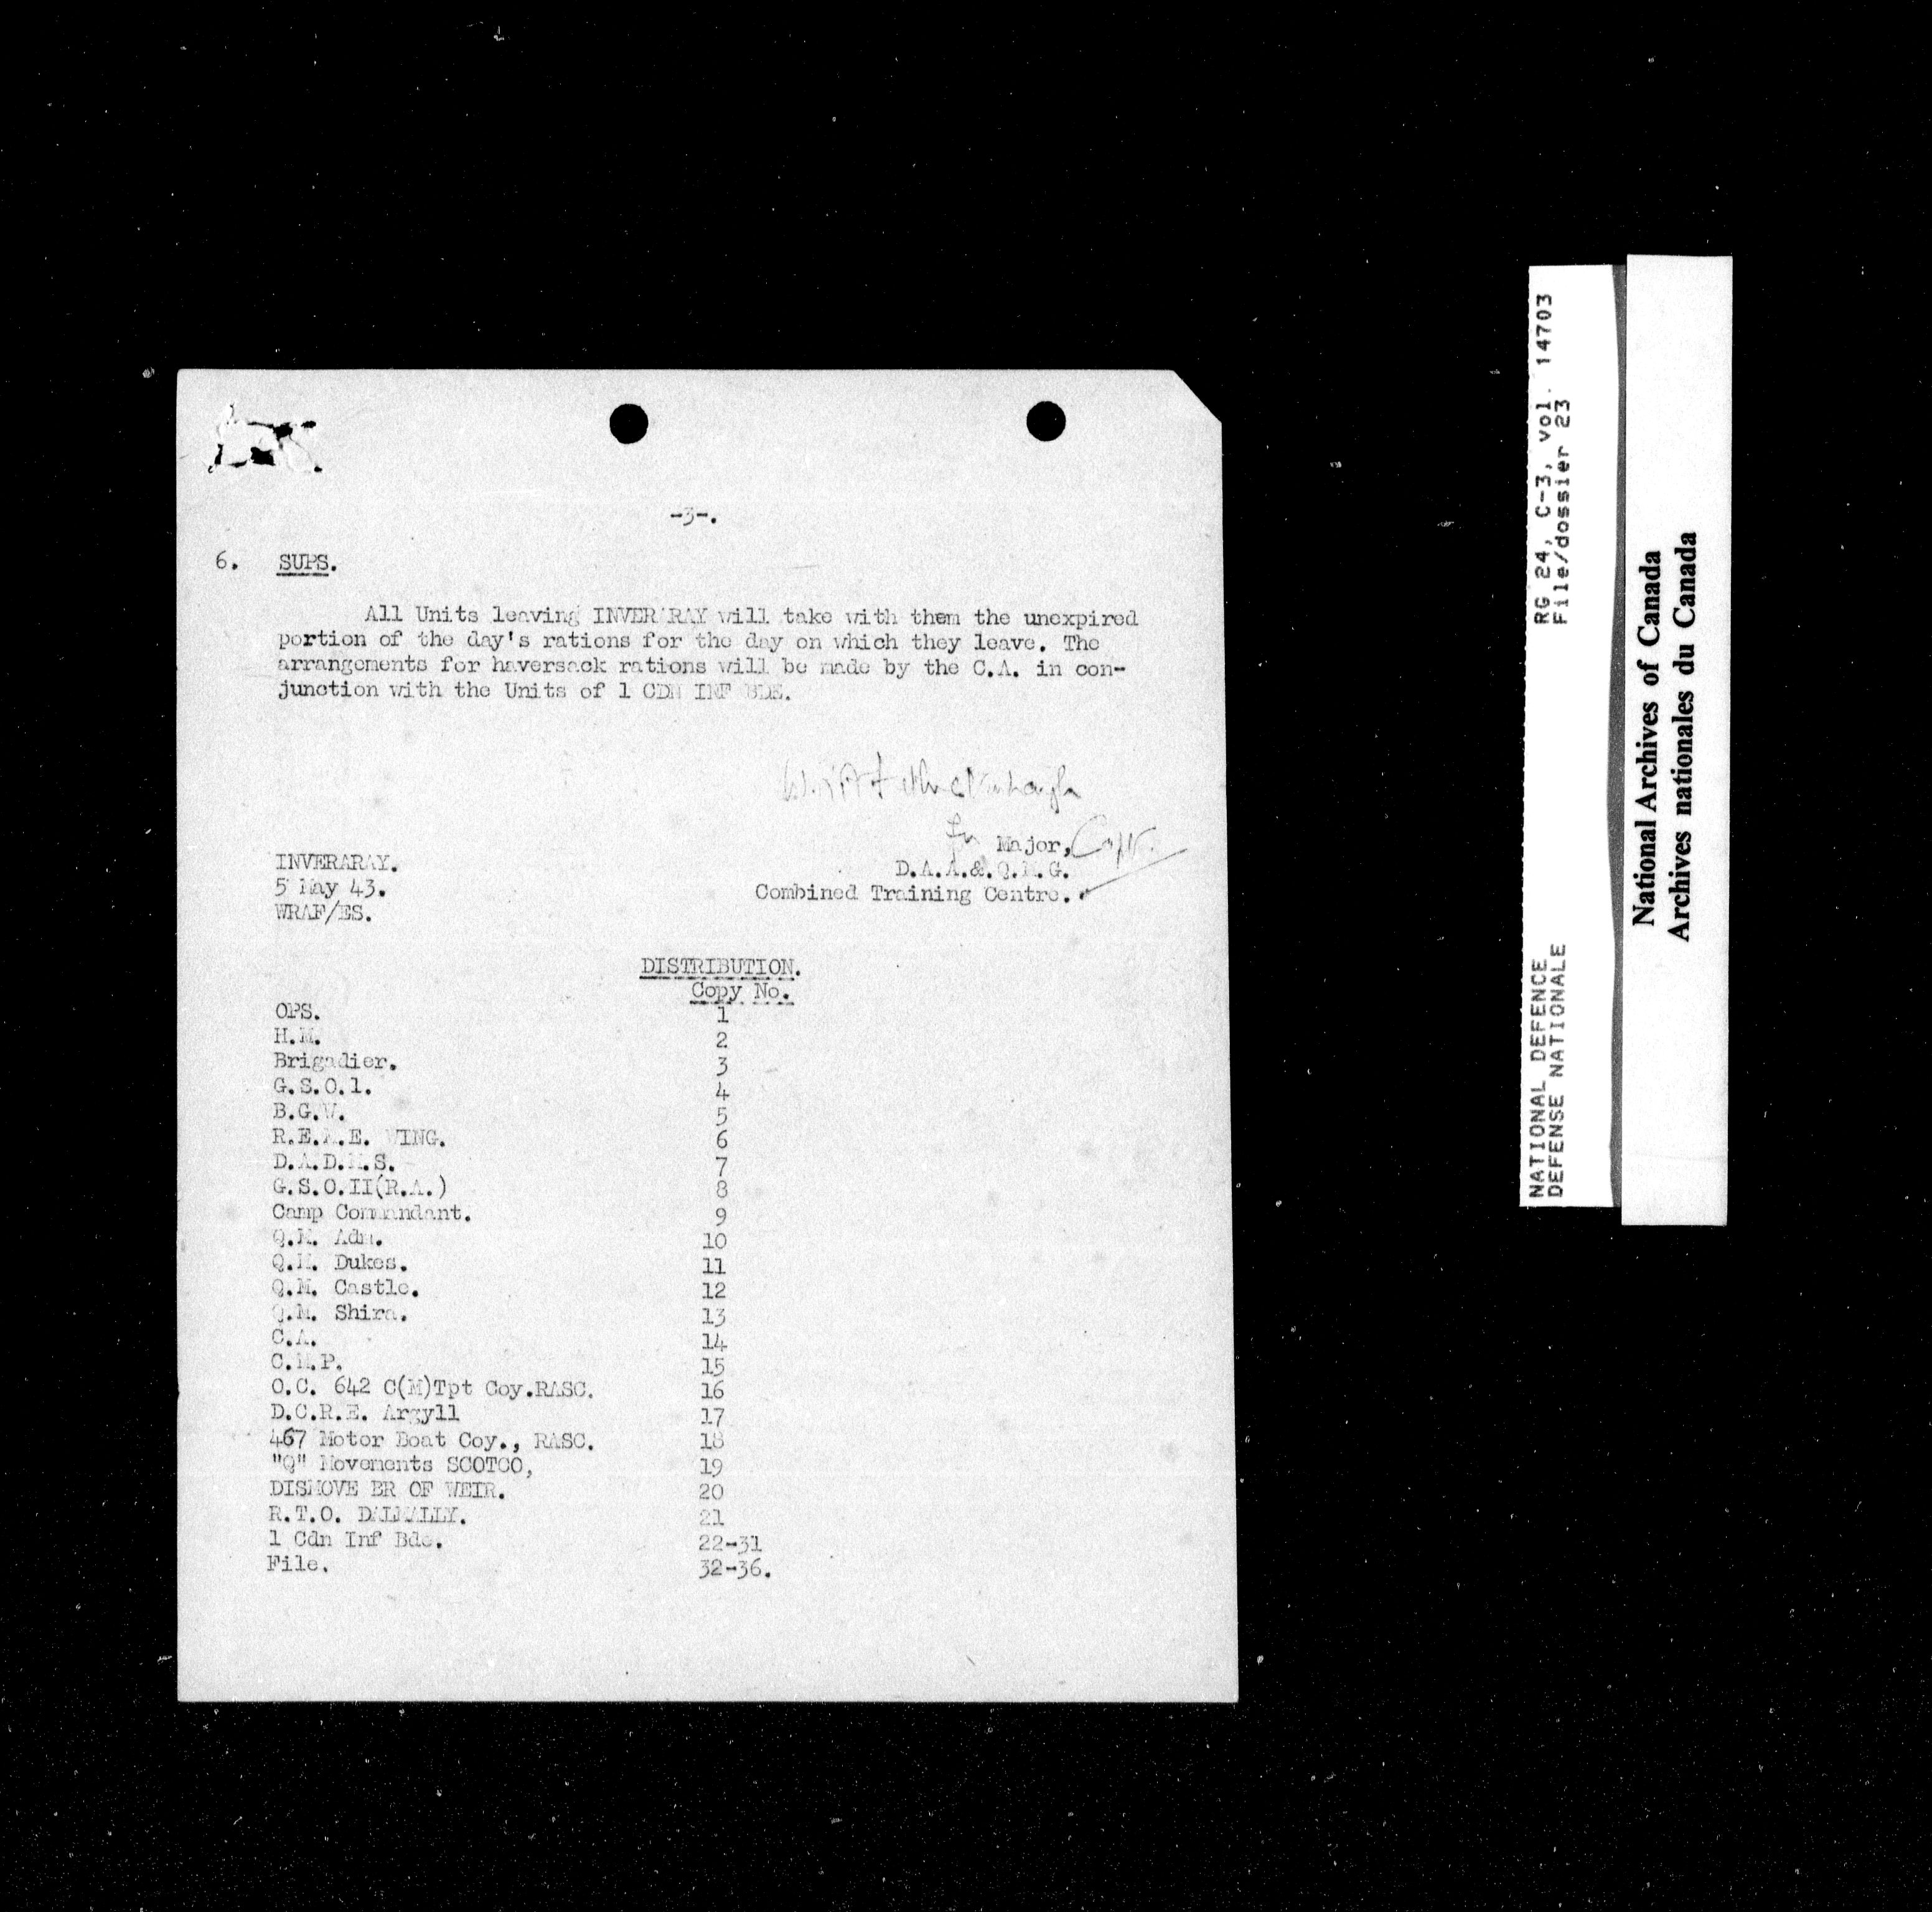 -3-.
6. SUPS.
All Units leaving INVERARAY will take with them the unexpired
portion of the day's rations for the day on which they leave. The
arrangements for haversack rations will be made by the C.A. in con-
junction with the Units of 1 CDN INF BDE.
for Major, Capt.
INVERARAY.
D.A.A.&.Q.M.G.
5 May 43.
Combined Training Centre.
WRAF/ES.
DISTRIBUTION.
Copy No.
OPS. 1
H.M. 2
Brigadier. 3
G.S.O.1. 4
B.G.W. 5
R.E.M.E. WING. 6
D.A.D.M.S. 7
G.S.O.II(R.A.) 8
Camp Commandant. 9
Q.M. Adm. 10
Q.M. Dukes. 11
Q.M. Castle. 12
Q.M. Shira. 13
C.A. 14
C.M.P. 15
O.C. 642 C(M)Tpt Coy.RASC. 16
D.C.R.E. Argyll 17
467 Motor Boat Coy., RASC. 18
"Q" Movements SCOTCO, 19
DISMOVE BR OF WEIR. 20
R.T.O. DALMALLY. 21
1 Cdn Inf Bde. 22-31
File. 32-36.
NATIONAL DEFENCE RG 24, C-3, vol. 14703
DEFENSE NATIONALE File/dossier 23
National Archives of Canada
Archives nationales du Canada